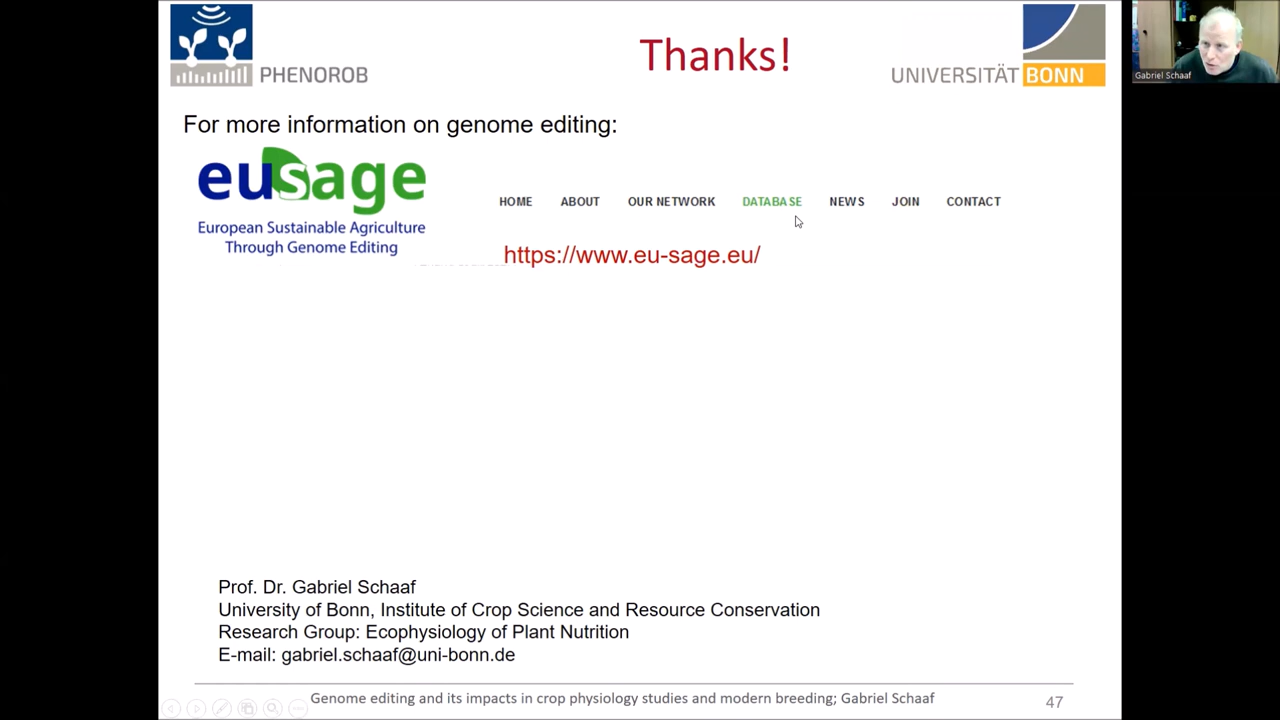 PHENOROB
Thanks!
UNIVERSITÄT BONN
Gabriel Schaaf
For more information on genome editing:
eusage
European Sustainable Agriculture
Through Genome Editing
HOME ABOUT OUR NETWORK DATABASE NEWS JOIN CONTACT
https://www.eu-sage.eu/
Prof. Dr. Gabriel Schaaf
University of Bonn, Institute of Crop Science and Resource Conservation
Research Group: Ecophysiology of Plant Nutrition
E-mail: gabriel.schaaf@uni-bonn.de
Genome editing and its impacts in crop physiology studies and modern breeding; Gabriel Schaaf
47